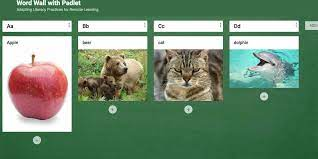 Word Wall with Padlet
Adapting Literacy Practices for Remote Learning
Aa
Bb
Cc
Dd
Apple
bear
cat
dolphin